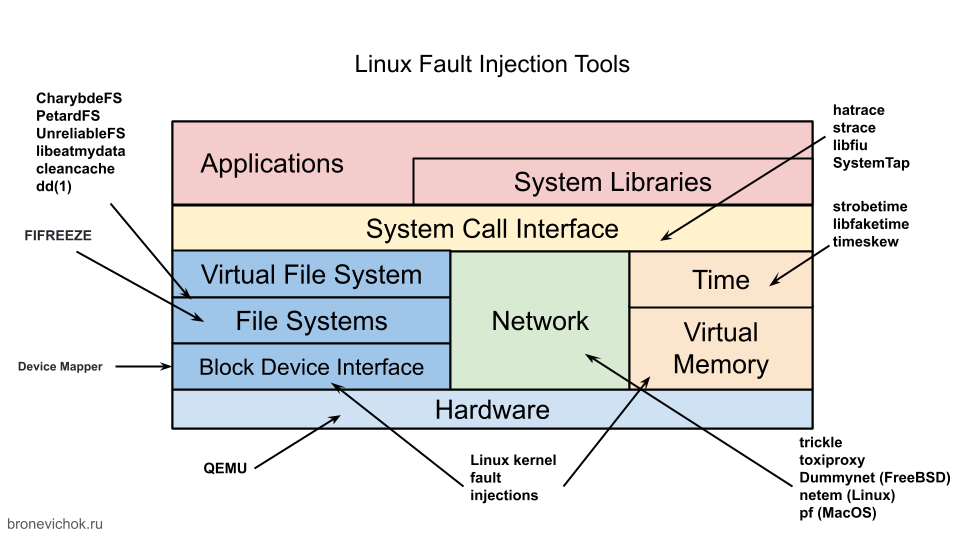 Linux Fault Injection Tools
CharybdeFS
PetardFS
UnreliableFS
libeatmydata
cleancache
dd(1)
hatrace
strace
libfiu
SystemTap
Applications
System Libraries
strobetime
libfaketime
timeskew
System Call Interface
FIFREEZE
Virtual File System
Time
File Systems
Network
Virtual
Memory
Device Mapper
Block Device Interface
Hardware
QEMU
Linux kernel
fault
injections
trickle
toxiproxy
Dummynet (FreeBSD)
netem (Linux)
pf (MacOS)
bronevichok.ru